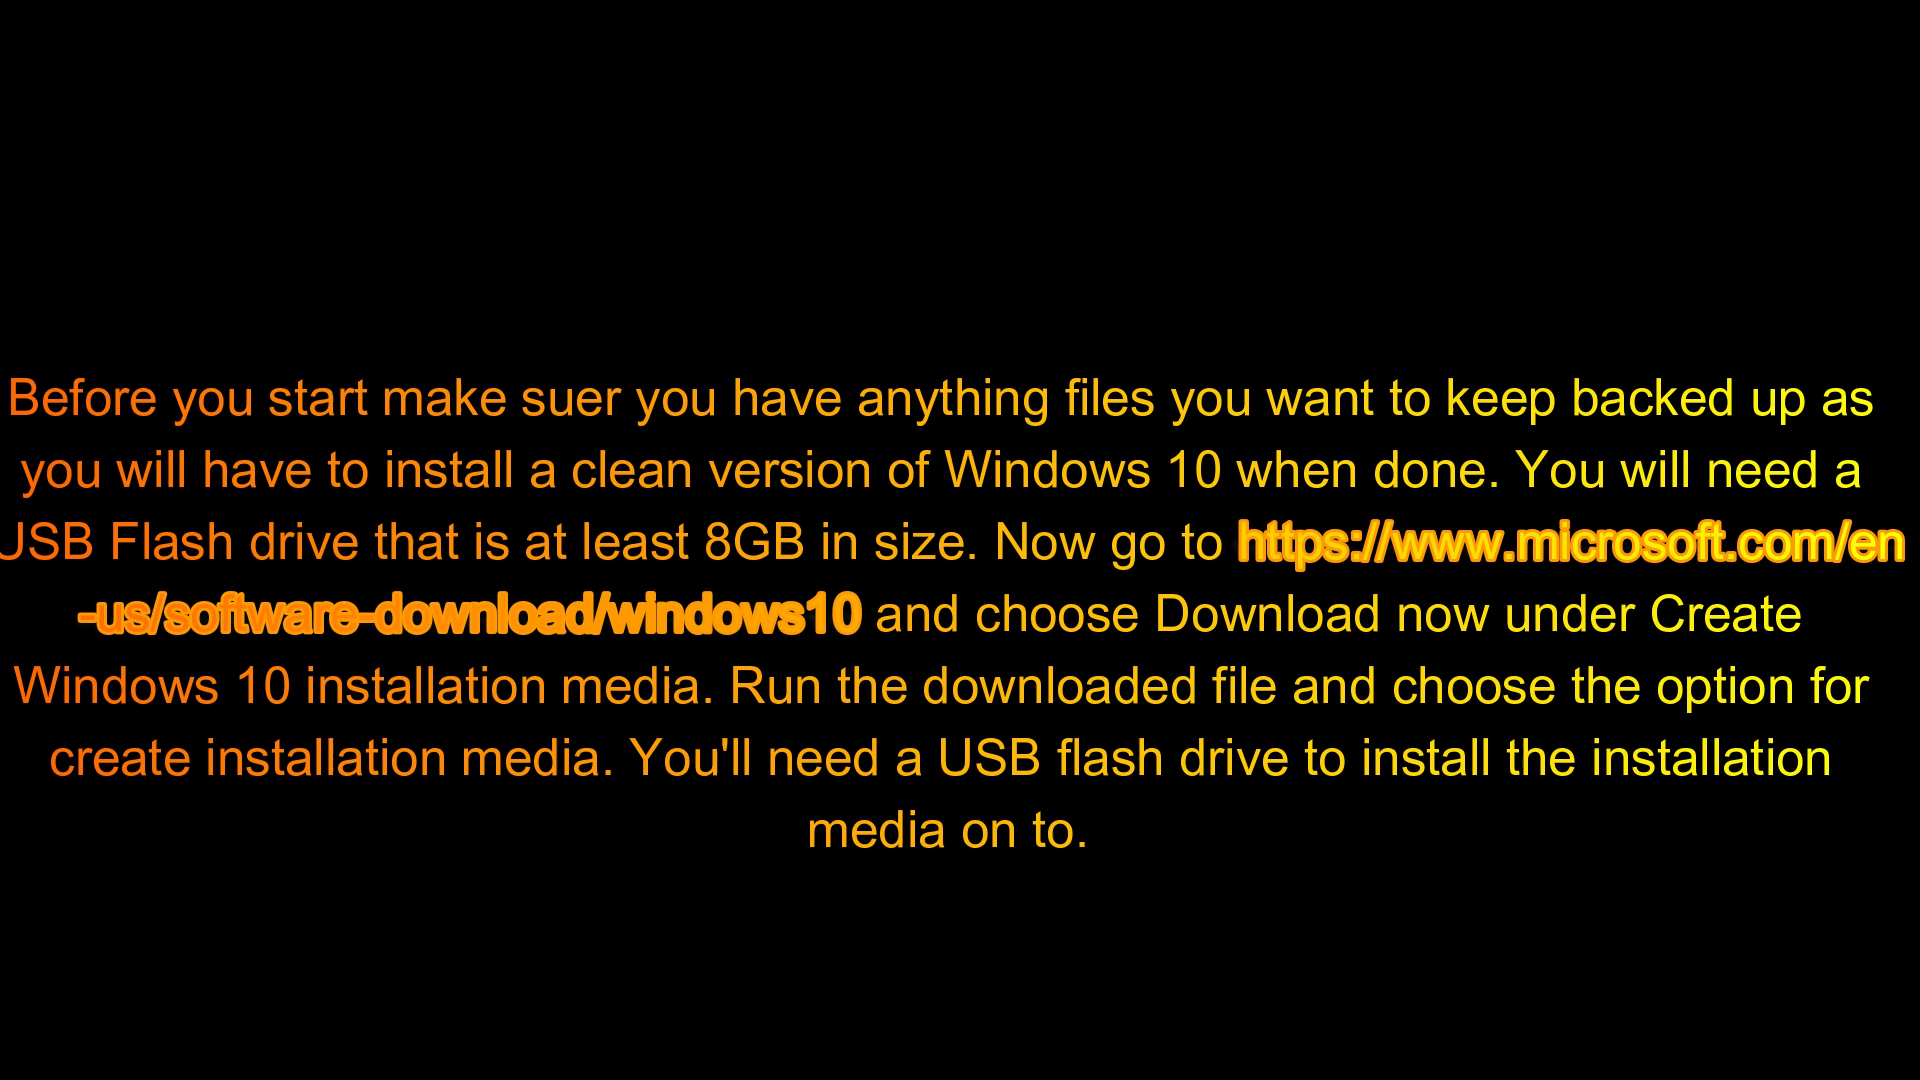 Before you start make suer you have anything files you want to keep backed up as
you will have to install a clean version of Windows 10 when done. You will need a
USB Flash drive that is at least 8GB in size. Now go to https://www.microsoft.com/en
-us/software-download/windows10 and choose Download now under Create
Windows 10 installation media. Run the downloaded file and choose the option for
create installation media. You'll need a USB flash drive to install the installation
media on to.